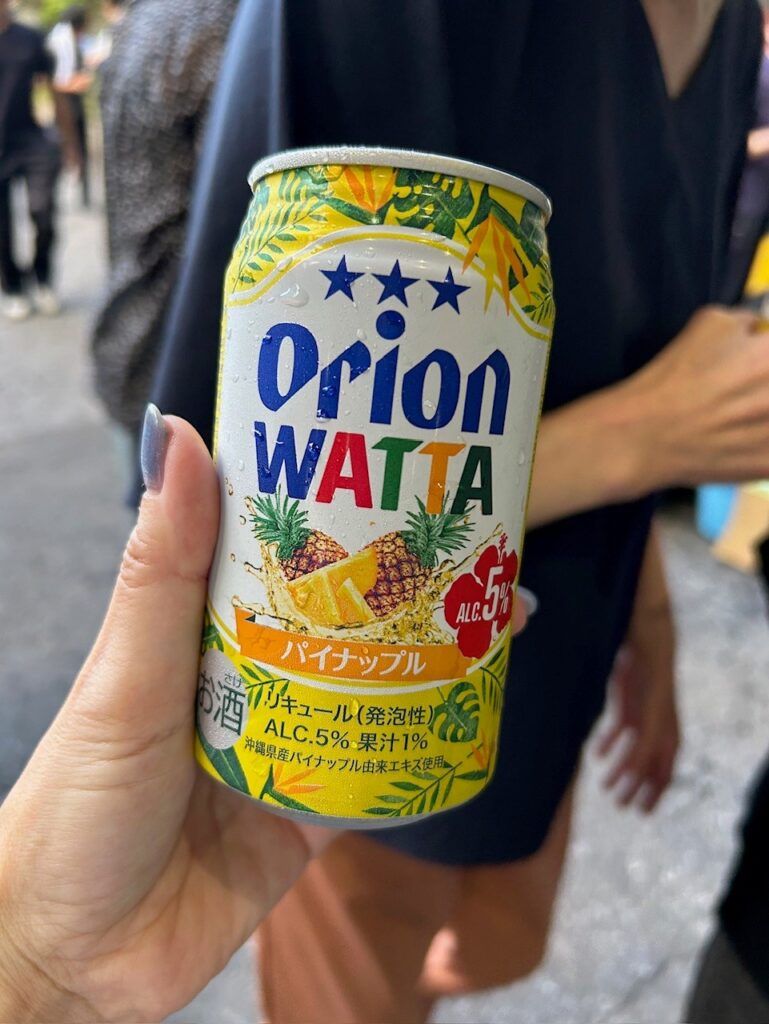 Orion
WATTA
ALC.5%
パイナップル
お酒
さけ
リキュール(発泡性)
ALC.5% 果汁1%
沖縄県産パイナップル由来エキス使用